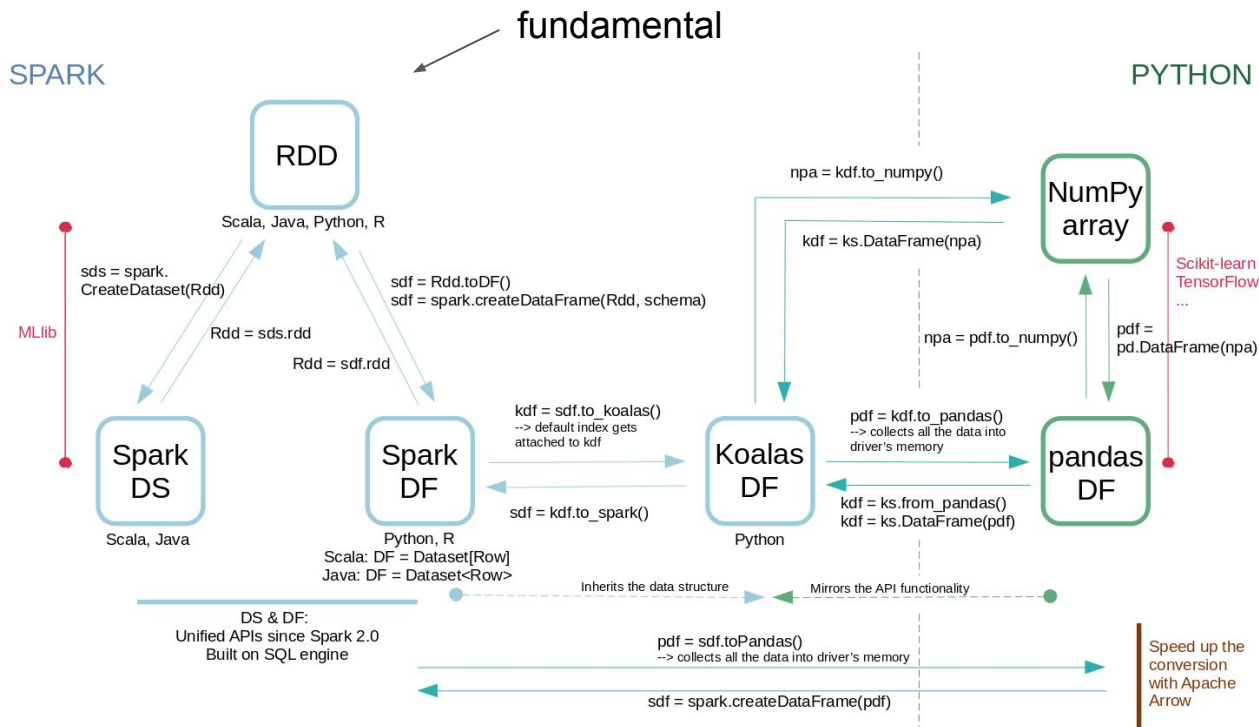 fundamental
SPARK
PYTHON
RDD
Scala, Java, Python, R
NumPy
array
npa = kdf.to_numpy()
kdf = ks.DataFrame(npa)
sds = spark.
CreateDataset(Rdd)
sdf = Rdd.toDF()
sdf = spark.createDataFrame(Rdd, schema)
Scikit-learn
TensorFlow
...
MLlib
Rdd = sds.rdd
Rdd = sdf.rdd
npa = pdf.to_numpy()
pdf =
pd.DataFrame(npa)
Spark
DS
Scala, Java
Spark
DF
Python, R
Scala: DF = Dataset[Row]
Java: DF = Dataset<Row>
kdf = sdf.to_koalas()
--> default index gets
attached to kdf
sdf = kdf.to_spark()
Koalas
DF
Python
pdf = kdf.to_pandas()
--> collects all the data into
driver's memory
kdf = ks.from_pandas()
kdf = ks.DataFrame(pdf)
pandas
DF
Inherits the data structure
Mirrors the API functionality
DS & DF:
Unified APIs since Spark 2.0
Built on SQL engine
pdf = sdf.toPandas()
--> collects all the data into driver's memory
sdf = spark.createDataFrame(pdf)
Speed up the
conversion
with Apache
Arrow